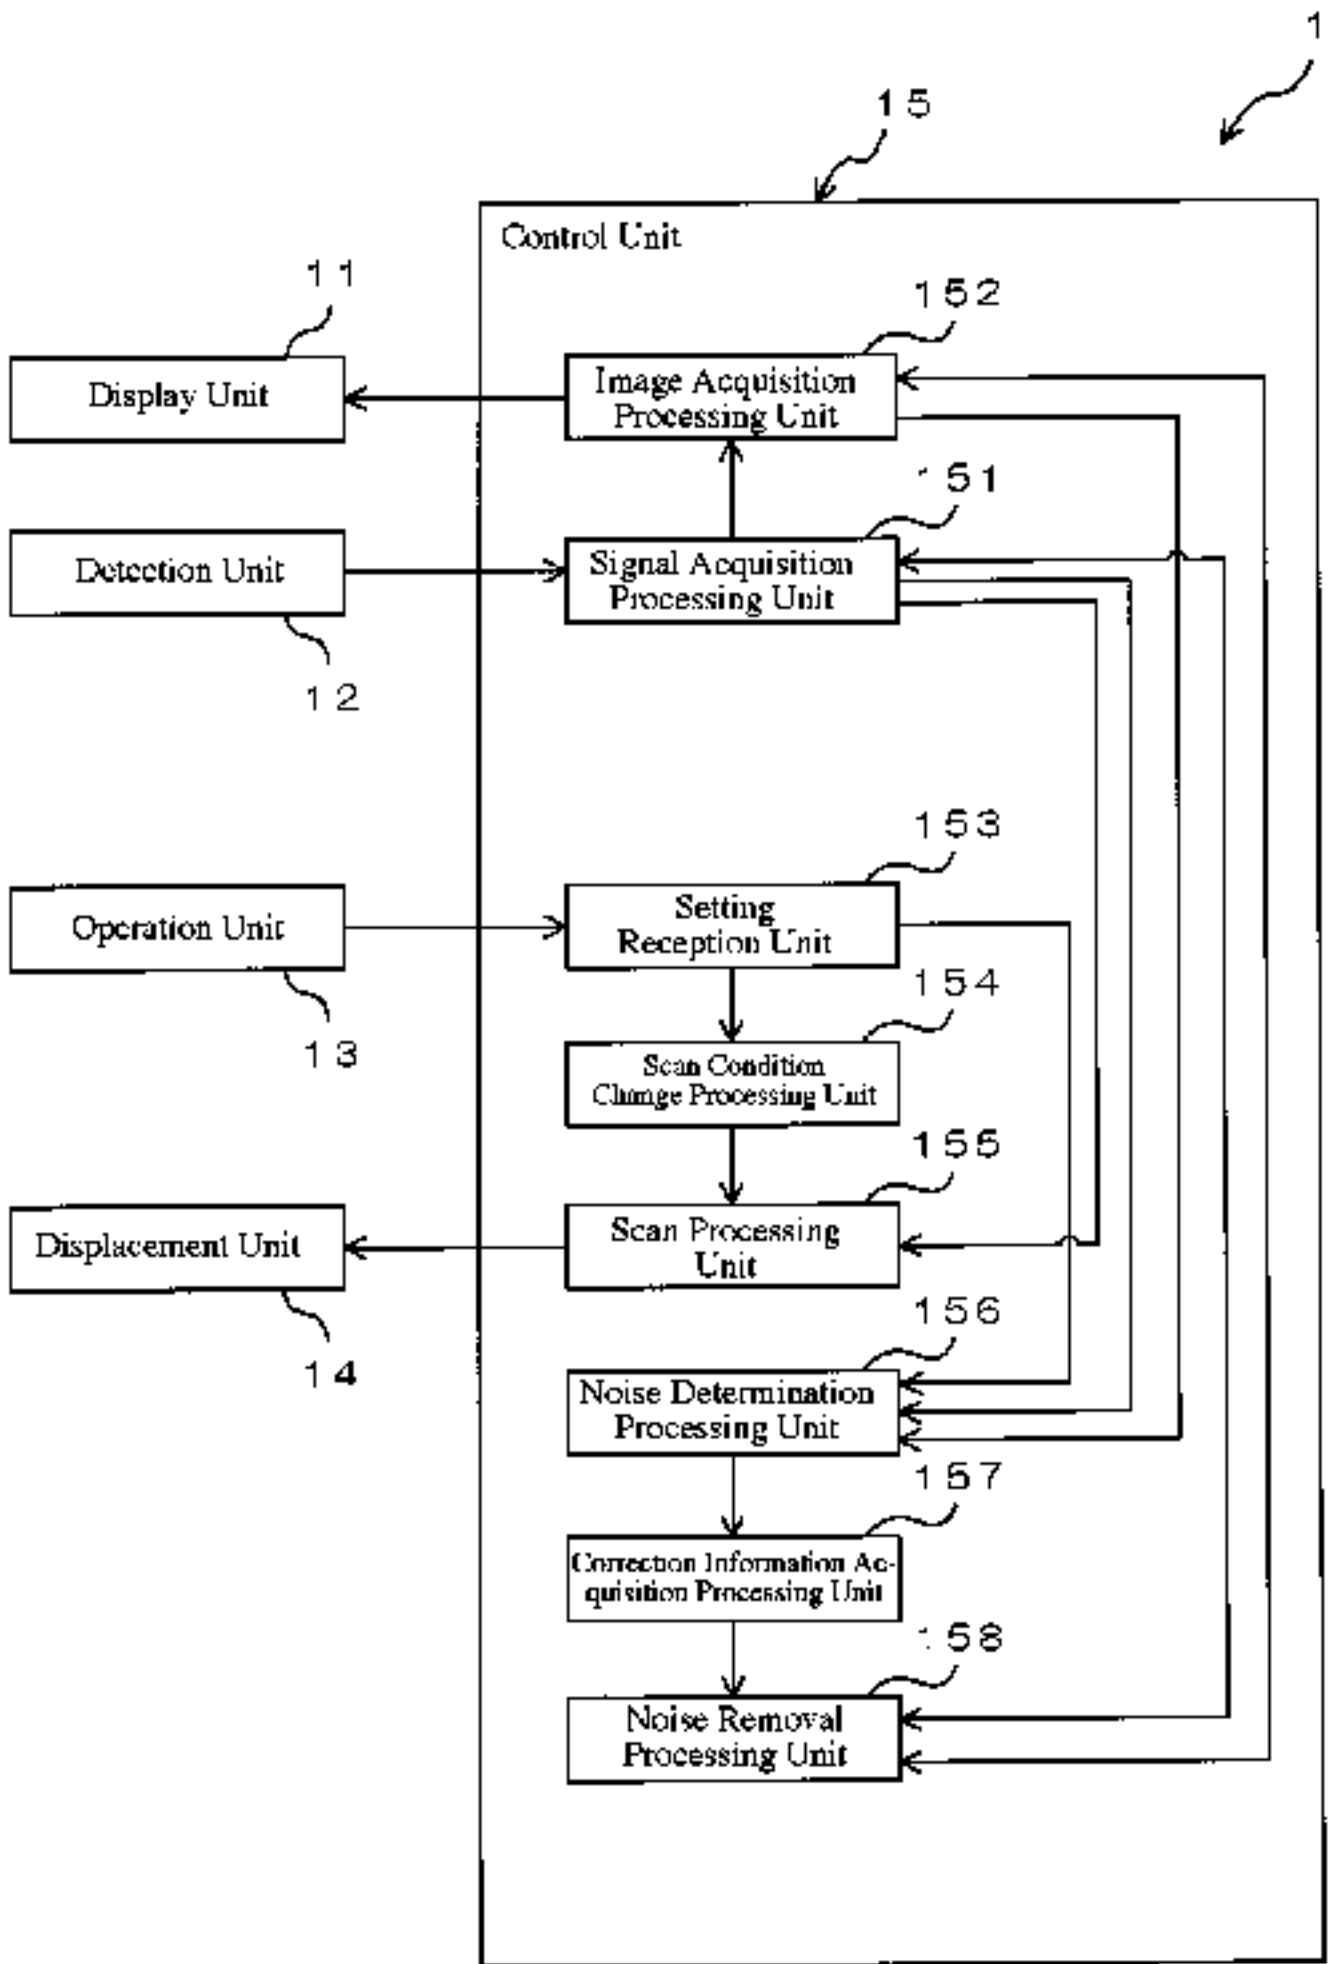 1
15
Control Unit
11
152
Display Unit
Image Acquisition
Processing Unit
151
Detection Unit
Signal Acquisition
Processing Unit
12
153
Operation Unit
Setting
Reception Unit
13
154
Scan Condition
Change Processing Unit
155
Displacement Unit
Scan Processing
Unit
14
156
Noise Determination
Processing Unit
157
Correction Information Ac-
quisition Processing Unit
158
Noise Removal
Processing Unit